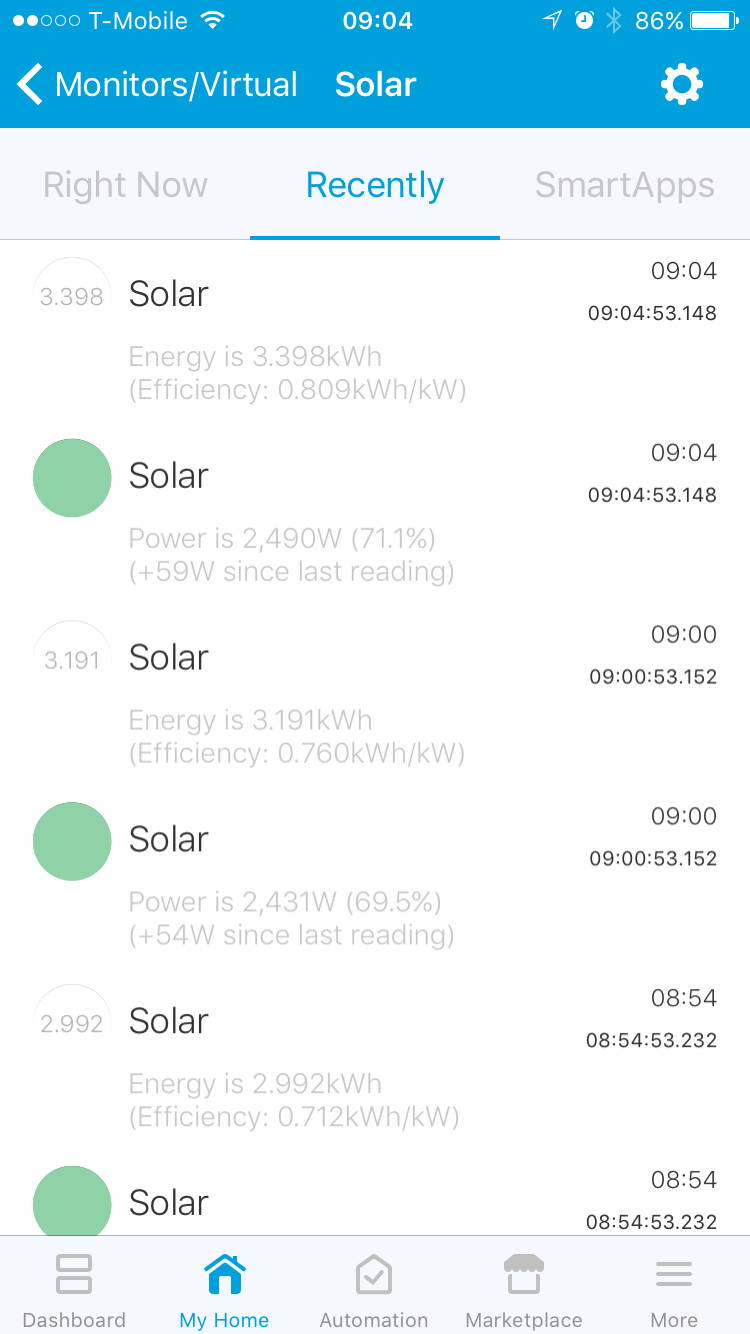 T-Mobile 09:04 86%
Monitors/Virtual Solar
Right Now Recently SmartApps
3.398 Solar 09:04
09:04:53.148
Energy is 3.398kWh
(Efficiency: 0.809kWh/kW)
Solar 09:04
09:04:53.148
Power is 2,490W (71.1%)
(+59W since last reading)
3.191 Solar 09:00
09:00:53.152
Energy is 3.191kWh
(Efficiency: 0.760kWh/kW)
Solar 09:00
09:00:53.152
Power is 2,431W (69.5%)
(+54W since last reading)
2.992 Solar 08:54
08:54:53.232
Energy is 2.992kWh
(Efficiency: 0.712kWh/kW)
Solar 08:54
08:54:53.232
Dashboard My Home Automation Marketplace More